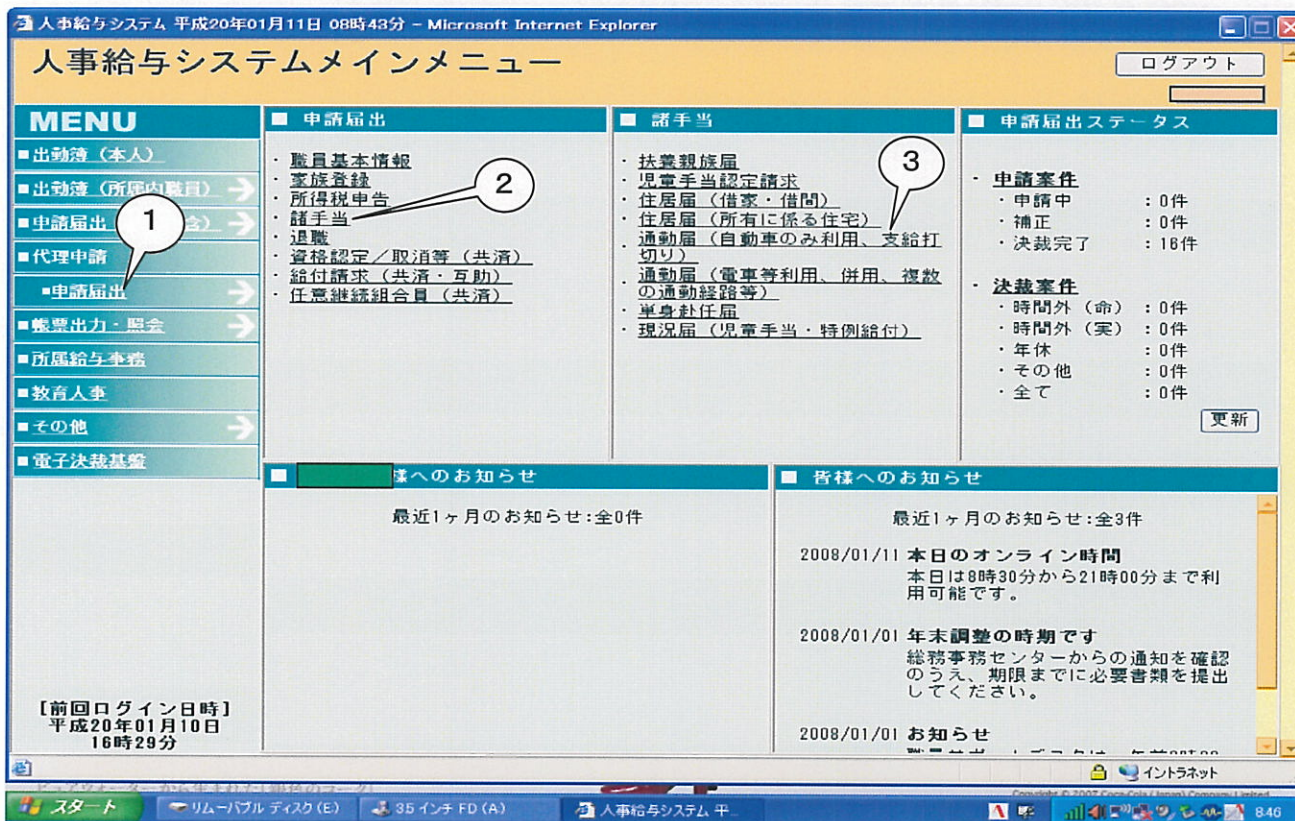 人事給与システム 平成20年01月11日 08時43分 - Microsoft Internet Explorer
人事給与システムメインメニュー
ログアウト
MENU
■出勤簿（本人）
■出勤簿（所属内職員）
■申請届出
■代理申請
■申請届出
■帳票出力・照会
■所属給与事務
■教育人事
■その他
■電子決裁基盤
【前回ログイン日時】
平成20年01月10日
16時29分
1
■ 申請届出
・職員基本情報
・家族登録
・所得税申告
・諸手当
・退職
・資格認定／取消等（共済）
・給付請求（共済・互助）
・任意継続組合員（共済）
2
■ 諸手当
・扶養親族届
・児童手当認定請求
・住居届（借家・借間）
・住居届（所有に係る住宅）
・通勤届（自動車のみ利用、支給打
切り）
・通勤届（電車等利用、併用、複数
の通勤経路等）
・単身赴任届
・現況届（児童手当・特例給付）
3
■ 申請届出ステータス
・申請案件
・申請中 ：0件
・補正 ：0件
・決裁完了 ：16件
・決裁案件
・時間外（命）：0件
・時間外（実）：0件
・年休 ：0件
・その他 ：0件
・全て ：0件
更新
■ 様へのお知らせ
最近1ヶ月のお知らせ:全0件
■ 皆様へのお知らせ
最近1ヶ月のお知らせ:全3件
2008/01/11 本日のオンライン時間
本日は8時30分から21時00分まで利
用可能です。
2008/01/01 年末調整の時期です
総務事務センターからの通知を確認
のうえ、期限までに必要書類を提出
してください。
2008/01/01 お知らせ
イントラネット
スタート
リムーバブル ディスク (E:)
3.5 インチ FD (A:)
人事給与システム 平...
8:46